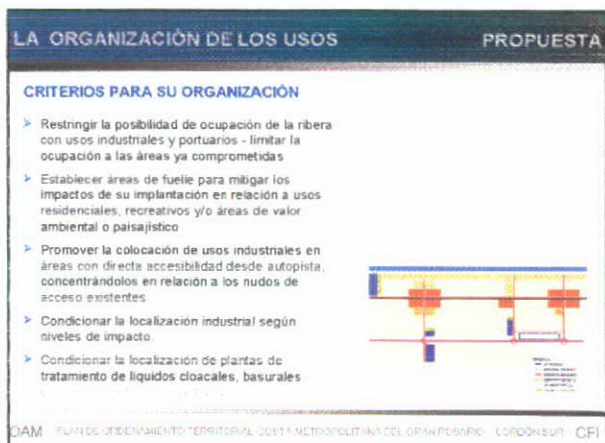 LA ORGANIZACIÓN DE LOS USOS PROPUESTA
CRITERIOS PARA SU ORGANIZACIÓN
➢ Restringir la posibilidad de ocupación de la ribera
con usos industriales y portuarios - limitar la
ocupación a las áreas ya comprometidas
➢ Establecer áreas de fuelle para mitigar los
impactos de su implantación en relación a usos
residenciales, recreativos y/o áreas de valor
ambiental o paisajístico
➢ Promover la colocación de usos industriales en
áreas con directa accesibilidad desde autopista,
concentrándolos en relación a los nudos de
acceso existentes
➢ Condicionar la localización industrial según
niveles de impacto.
➢ Condicionar la localización de plantas de
tratamiento de líquidos cloacales, basurales
OAM PLAN DE ORDENAMIENTO TERRITORIAL COSTA METROPOLITANA DEL GRAN ROSARIO CORDÓN SUR CFI